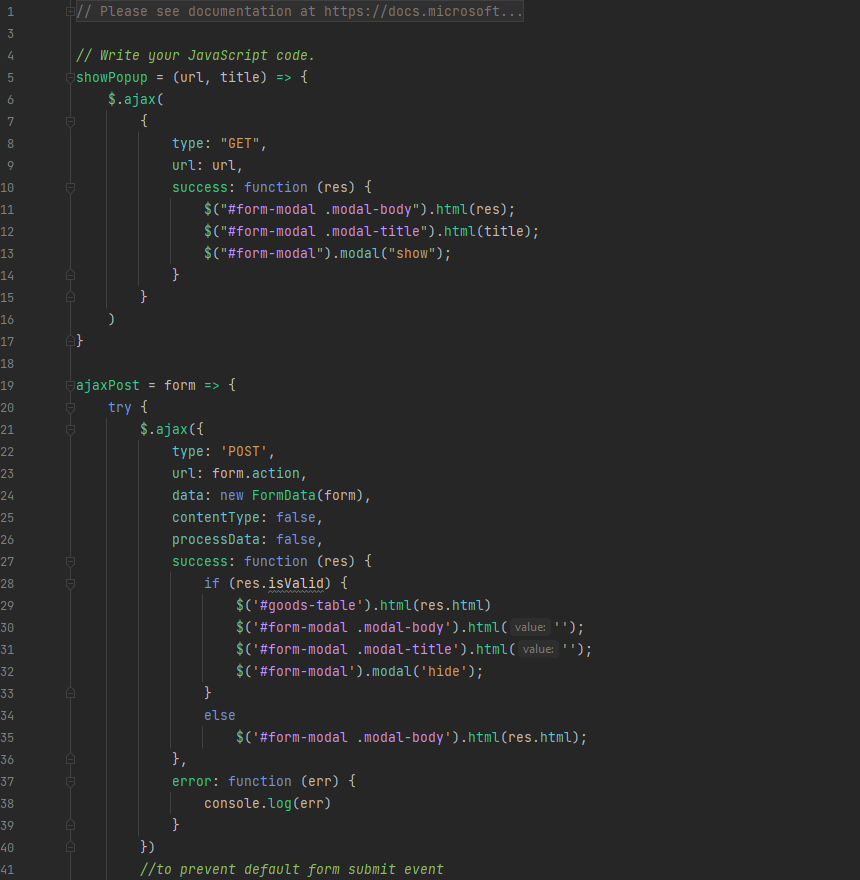 1 // Please see documentation at https://docs.microsoft...
3
4 // Write your JavaScript code.
5 showPopup = (url, title) => {
6 $.ajax(
7 {
8 type: "GET",
9 url: url,
10 success: function (res) {
11 $("#form-modal .modal-body").html(res);
12 $("#form-modal .modal-title").html(title);
13 $("#form-modal").modal("show");
14 }
15 }
16 )
17 }
18
19 ajaxPost = form => {
20 try {
21 $.ajax({
22 type: 'POST',
23 url: form.action,
24 data: new FormData(form),
25 contentType: false,
26 processData: false,
27 success: function (res) {
28 if (res.isValid) {
29 $('#goods-table').html(res.html)
30 $('#form-modal .modal-body').html( value: '');
31 $('#form-modal .modal-title').html( value: '');
32 $('#form-modal').modal('hide');
33 }
34 else
35 $('#form-modal .modal-body').html(res.html);
36 },
37 error: function (err) {
38 console.log(err)
39 }
40 })
41 //to prevent default form submit event